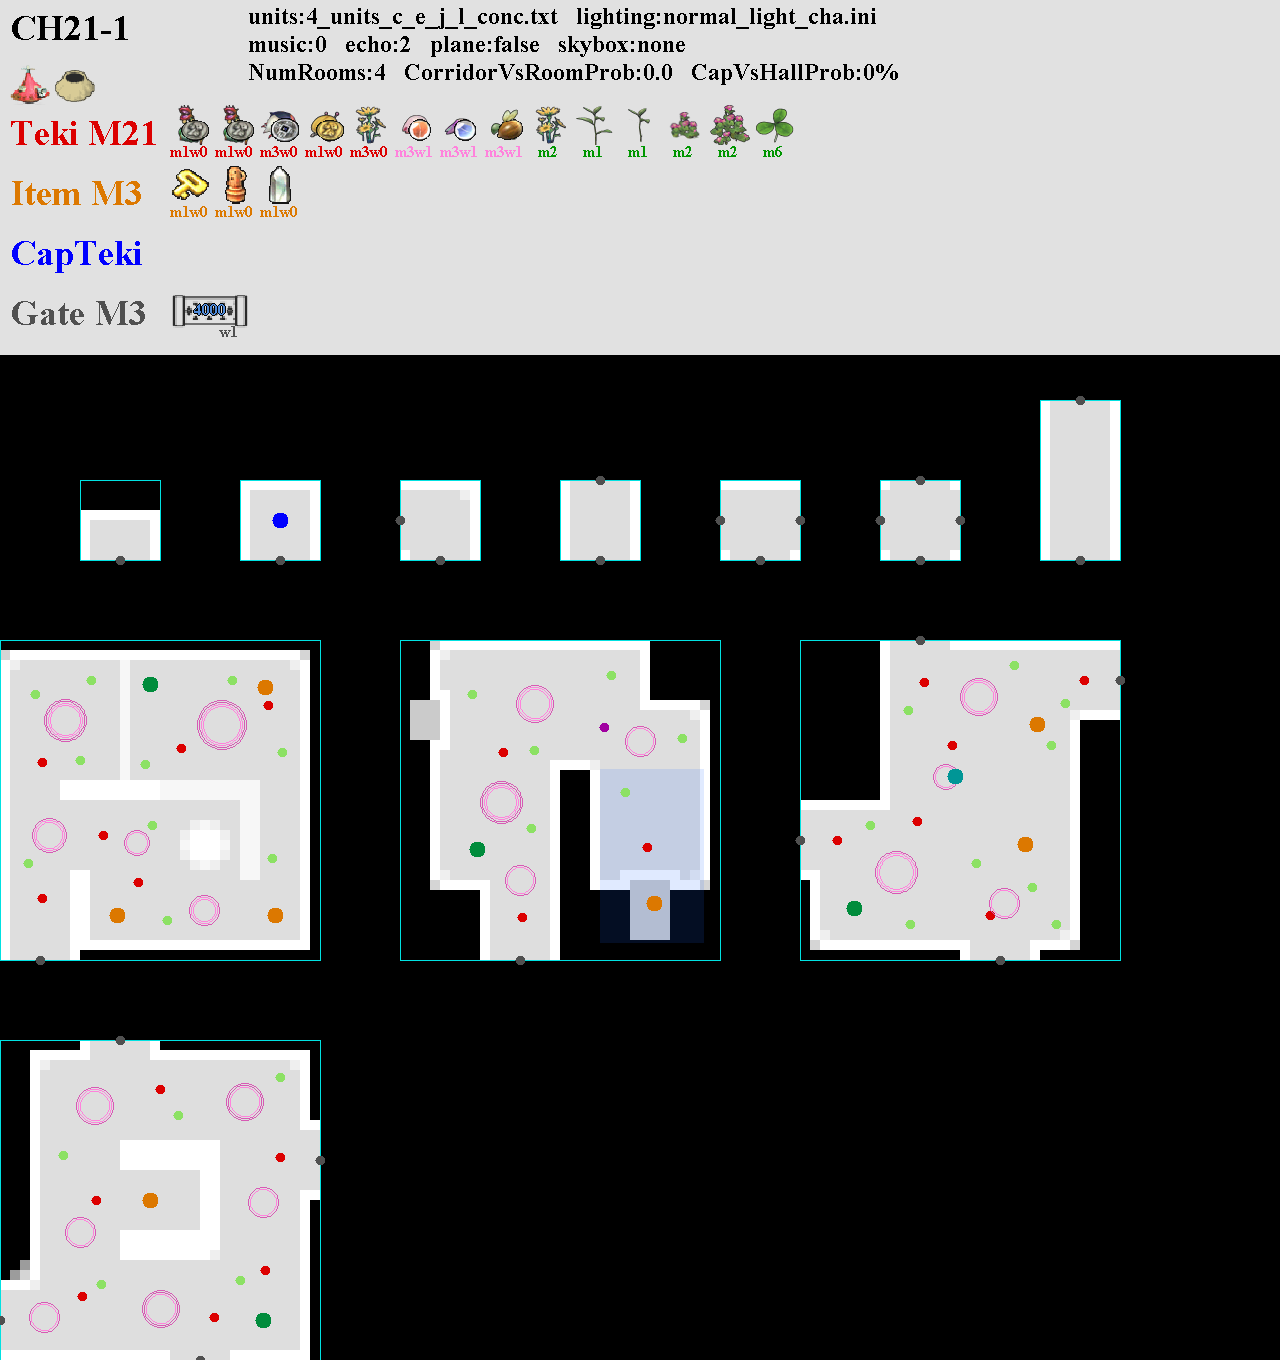 CH21-1
units:4_units_c_e_j_l_conc.txt lighting:normal_light_cha.ini
music:0 echo:2 plane:false skybox:none
NumRooms:4 CorridorVsRoomProb:0.0 CapVsHallProb:0%
Teki M21
m1w0 m1w0 m3w0 m1w0 m3w0 m3w1 m3w1 m3w1 m2 m1 m1 m2 m2 m6
Item M3
m1w0 m1w0 m1w0
CapTeki
Gate M3
4000
w1